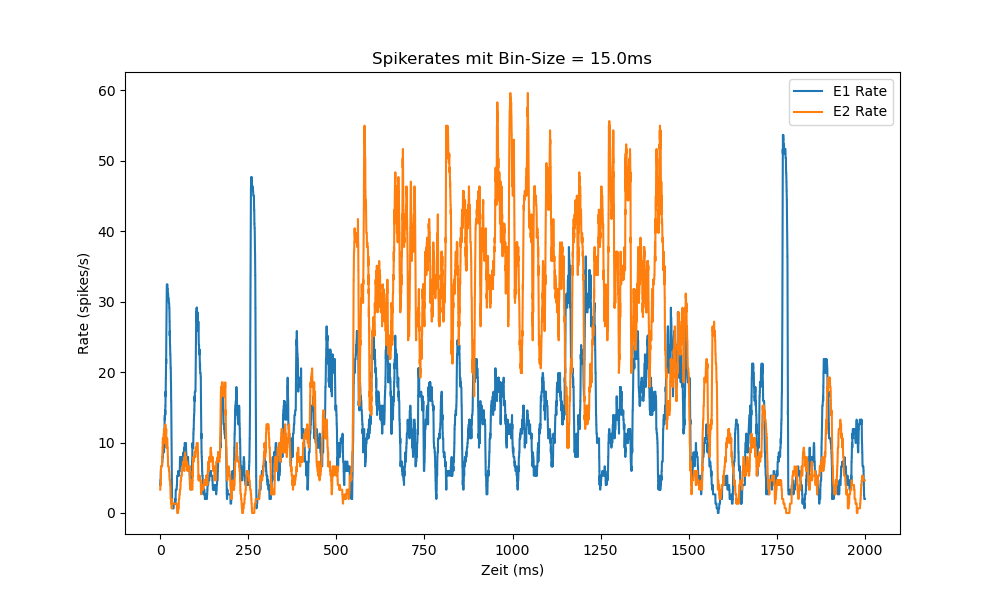 Spikerates mit Bin-Size = 15.0ms
E1 Rate
E2 Rate
Rate (spikes/s)
60
50
40
30
20
10
0
0 250 500 750 1000 1250 1500 1750 2000
Zeit (ms)